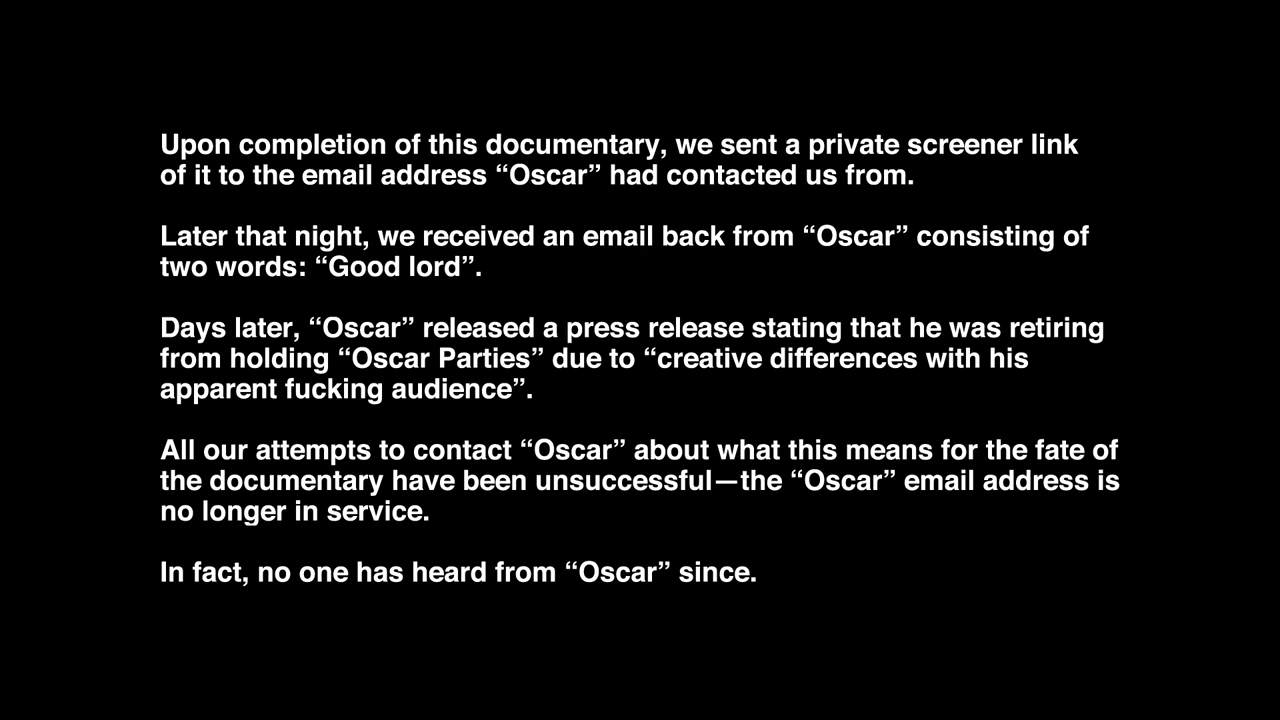 Upon completion of this documentary, we sent a private screener link
of it to the email address “Oscar” had contacted us from.
Later that night, we received an email back from “Oscar” consisting of
two words: “Good lord”.
Days later, “Oscar” released a press release stating that he was retiring
from holding “Oscar Parties” due to “creative differences with his
apparent fucking audience”.
All our attempts to contact “Oscar” about what this means for the fate of
the documentary have been unsuccessful—the “Oscar” email address is
no longer in service.
In fact, no one has heard from “Oscar” since.